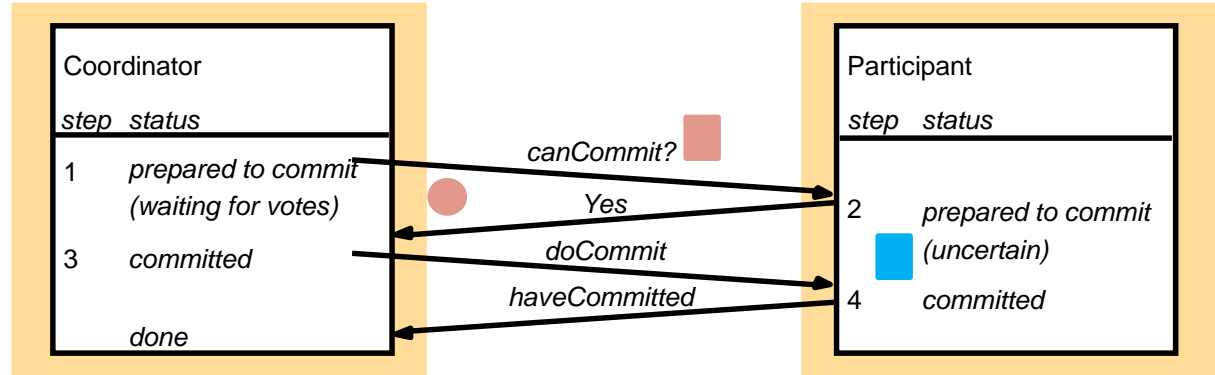 Coordinator
step status
1 prepared to commit
(waiting for votes)
3 committed
done
canCommit?
Yes
doCommit
haveCommitted
Participant
step status
2 prepared to commit
(uncertain)
4 committed